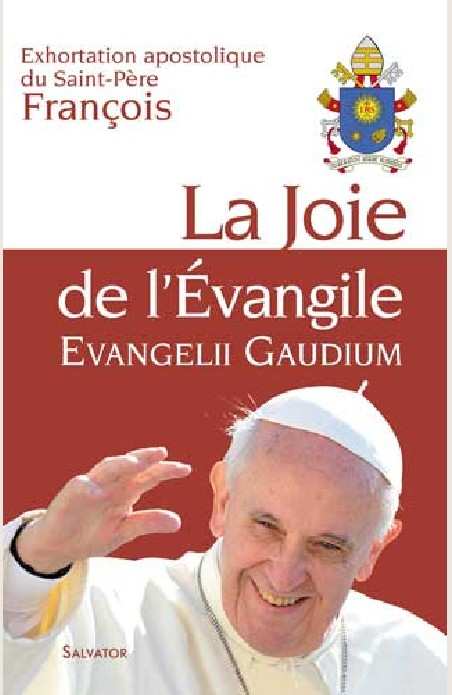 Exhortation apostolique
du Saint-Père
François
La Joie
de l'Évangile
EVANGELII GAUDIUM
SALVATOR